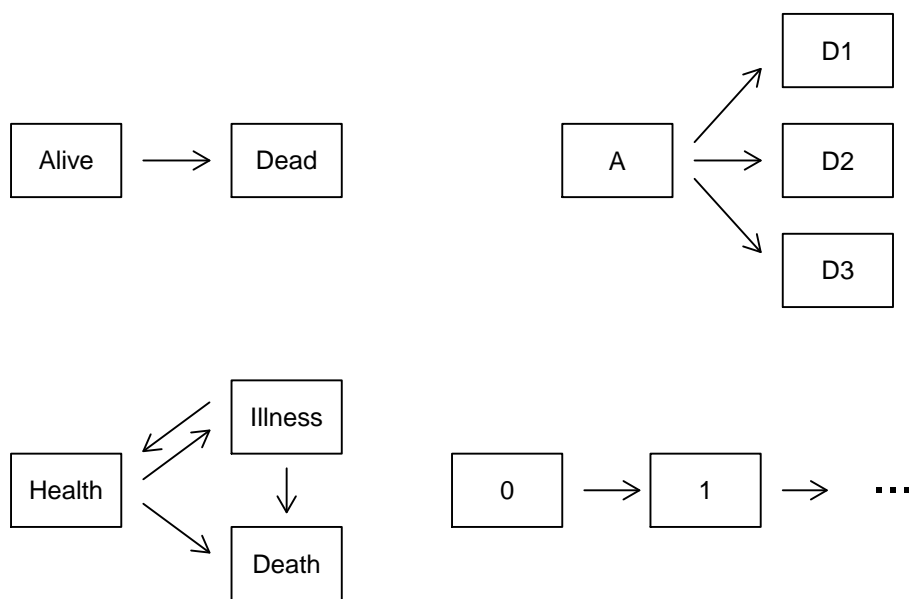 Alive
Dead
A
D1
D2
D3
Health
Illness
Death
0
1
...